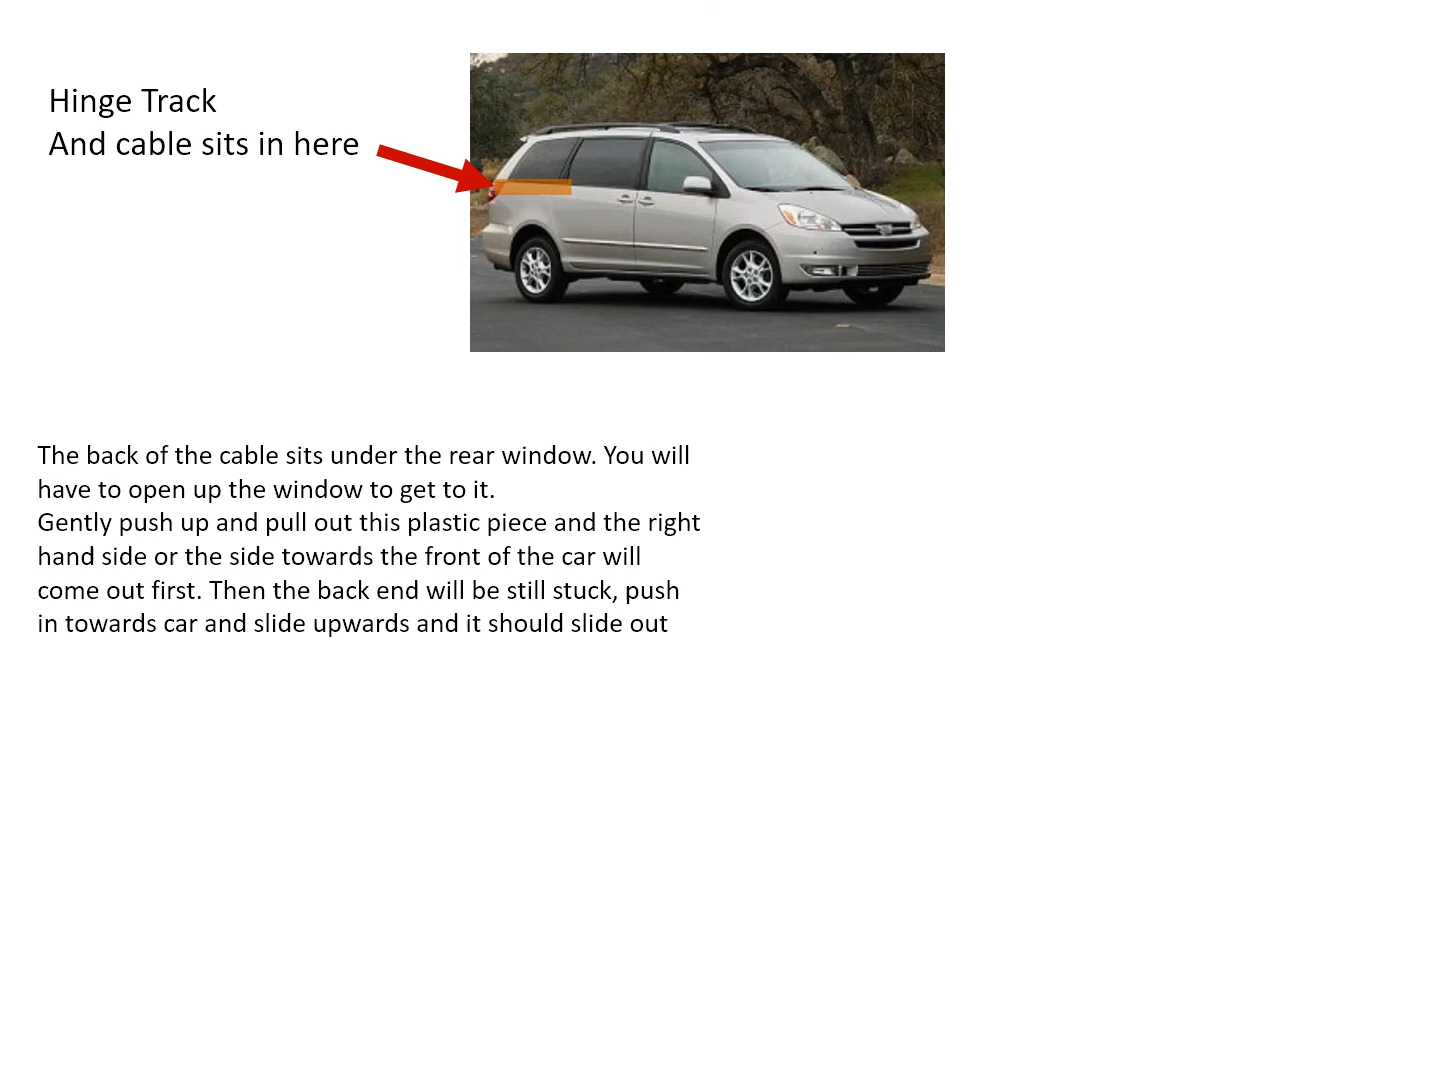 Hinge Track
And cable sits in here
The back of the cable sits under the rear window. You will
have to open up the window to get to it.
Gently push up and pull out this plastic piece and the right
hand side or the side towards the front of the car will
come out first. Then the back end will be still stuck, push
in towards car and slide upwards and it should slide out